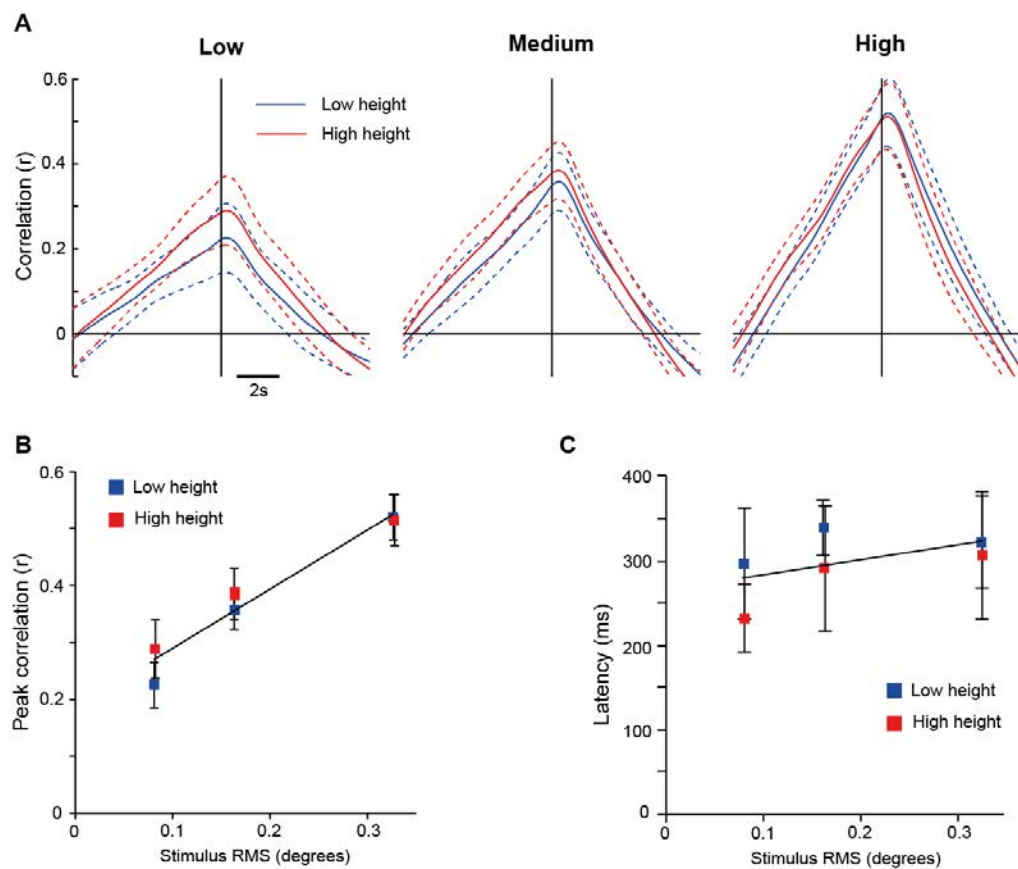 A
Low
Medium
High
Correlation (r)
0.6
0.4
0.2
0
Low height
High height
2s
B
Peak correlation (r)
0.6
0.4
0.2
0
Low height
High height
0
0.1
0.2
0.3
Stimulus RMS (degrees)
C
Latency (ms)
400
300
200
100
0
Low height
High height
0
0.1
0.2
0.3
Stimulus RMS (degrees)